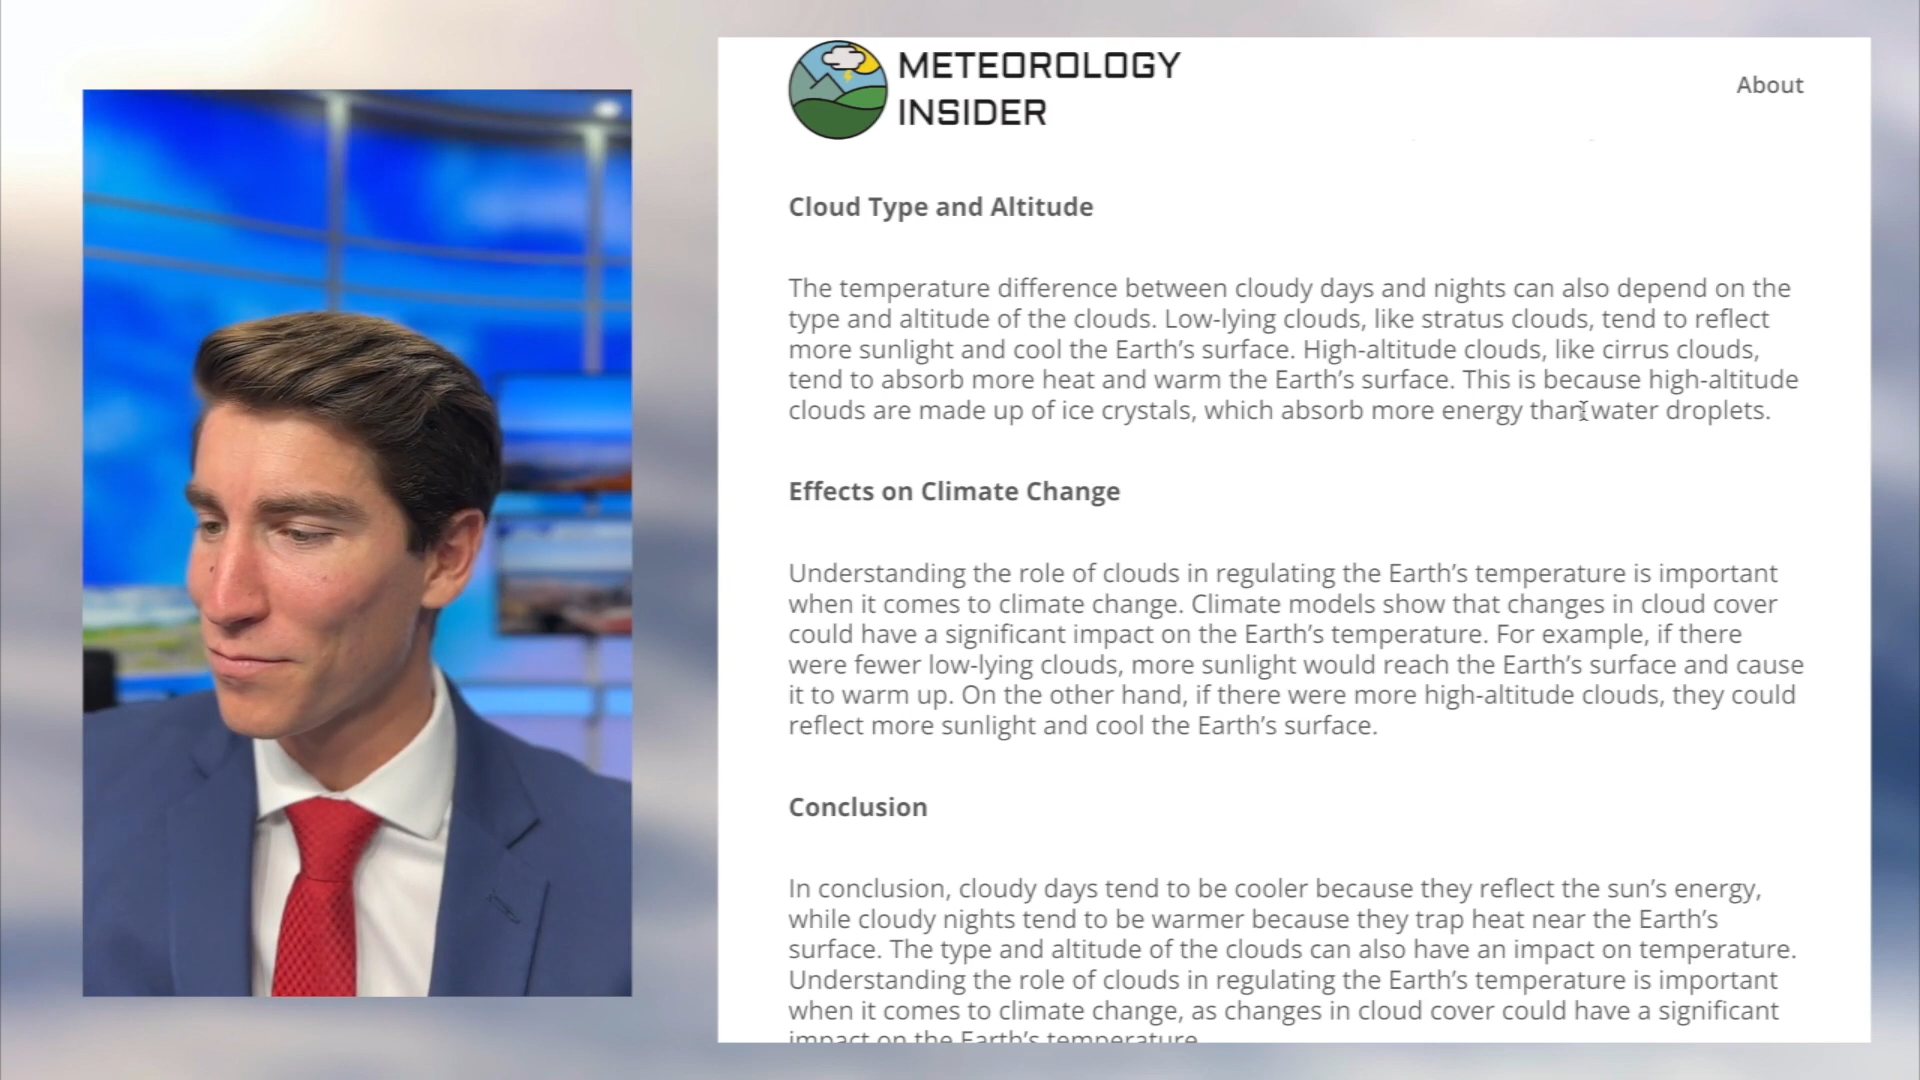 METEOROLOGY
INSIDER
About
Cloud Type and Altitude
The temperature difference between cloudy days and nights can also depend on the
type and altitude of the clouds. Low-lying clouds, like stratus clouds, tend to reflect
more sunlight and cool the Earth's surface. High-altitude clouds, like cirrus clouds,
tend to absorb more heat and warm the Earth's surface. This is because high-altitude
clouds are made up of ice crystals, which absorb more energy than water droplets.
Effects on Climate Change
Understanding the role of clouds in regulating the Earth's temperature is important
when it comes to climate change. Climate models show that changes in cloud cover
could have a significant impact on the Earth's temperature. For example, if there
were fewer low-lying clouds, more sunlight would reach the Earth's surface and cause
it to warm up. On the other hand, if there were more high-altitude clouds, they could
reflect more sunlight and cool the Earth's surface.
Conclusion
In conclusion, cloudy days tend to be cooler because they reflect the sun's energy,
while cloudy nights tend to be warmer because they trap heat near the Earth's
surface. The type and altitude of the clouds can also have an impact on temperature.
Understanding the role of clouds in regulating the Earth's temperature is important
when it comes to climate change, as changes in cloud cover could have a significant
impact on the Earth's temperature.